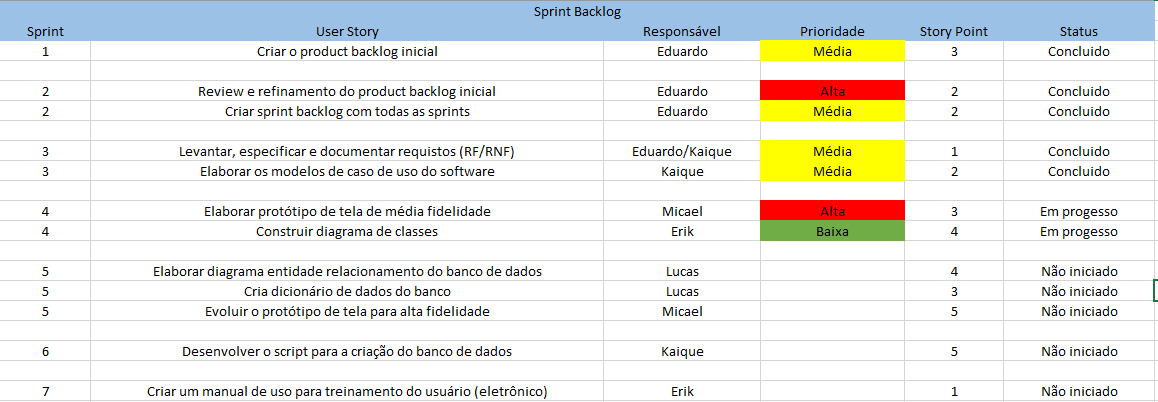 Sprint Backlog
Sprint User Story Responsável Prioridade Story Point Status
1 Criar o product backlog inicial Eduardo Média 3 Concluido
2 Review e refinamento do product backlog inicial Eduardo Alta 2 Concluido
2 Criar sprint backlog com todas as sprints Eduardo Média 2 Concluido
3 Levantar, especificar e documentar requistos (RF/RNF) Eduardo/Kaique Média 1 Concluido
3 Elaborar os modelos de caso de uso do software Kaique Média 2 Concluido
4 Elaborar protótipo de tela de média fidelidade Micael Alta 3 Em progesso
4 Construir diagrama de classes Erik Baixa 4 Em progesso
5 Elaborar diagrama entidade relacionamento do banco de dados Lucas 4 Não iniciado
5 Cria dicionário de dados do banco Lucas 3 Não iniciado
5 Evoluir o protótipo de tela para alta fidelidade Micael 5 Não iniciado
6 Desenvolver o script para a criação do banco de dados Kaique 5 Não iniciado
7 Criar um manual de uso para treinamento do usuário (eletrônico) Erik 1 Não iniciado